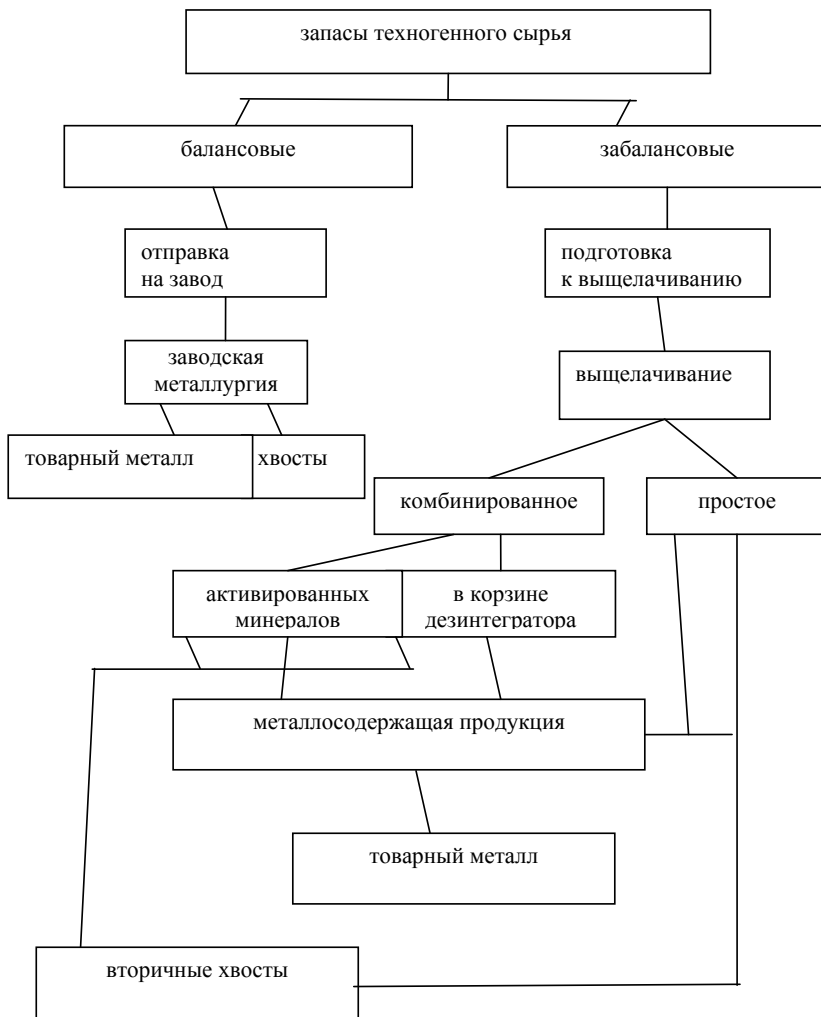 запасы техногенного сырья
балансовые
забалансовые
отправка
на завод
подготовка
к выщелачиванию
заводская
металлургия
выщелачивание
товарный металл
хвосты
комбинированное
простое
активированных
минералов
в корзине
дезинтегратора
металлосодержащая продукция
товарный металл
вторичные хвосты